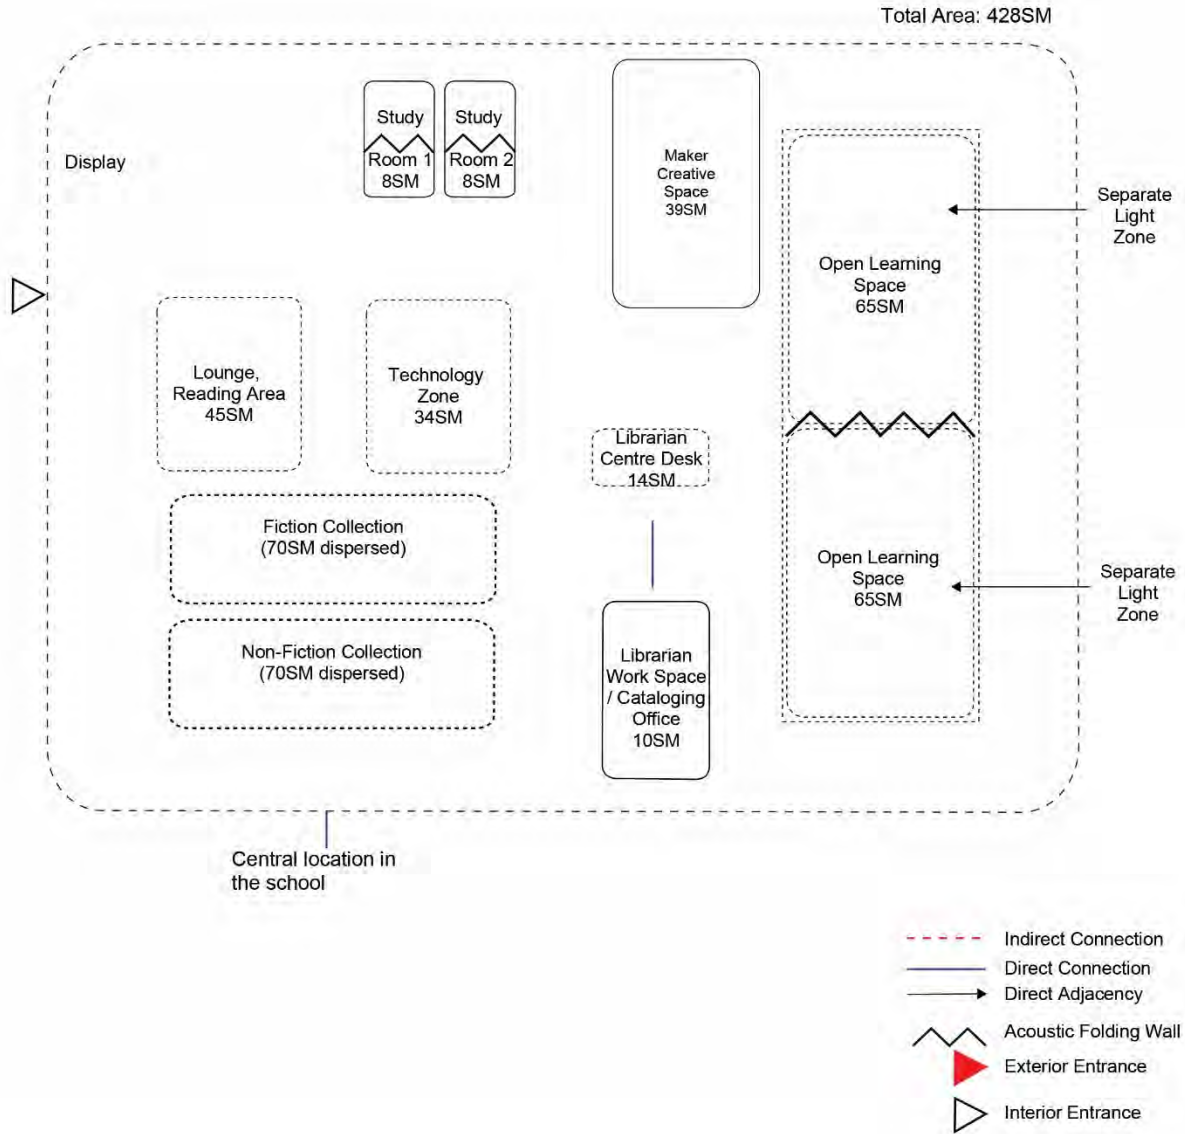 Total Area: 428SM
Study
Room 1
8SM
Study
Room 2
8SM
Maker
Creative
Space
39SM
Display
Separate
Light
Zone
Open Learning
Space
65SM
Lounge,
Reading Area
45SM
Technology
Zone
34SM
Librarian
Centre Desk
14SM
Fiction Collection
(70SM dispersed)
Open Learning
Space
65SM
Separate
Light
Zone
Non-Fiction Collection
(70SM dispersed)
Librarian
Work Space
/ Cataloging
Office
10SM
Central location in
the school
Indirect Connection
Direct Connection
Direct Adjacency
Acoustic Folding Wall
Exterior Entrance
Interior Entrance